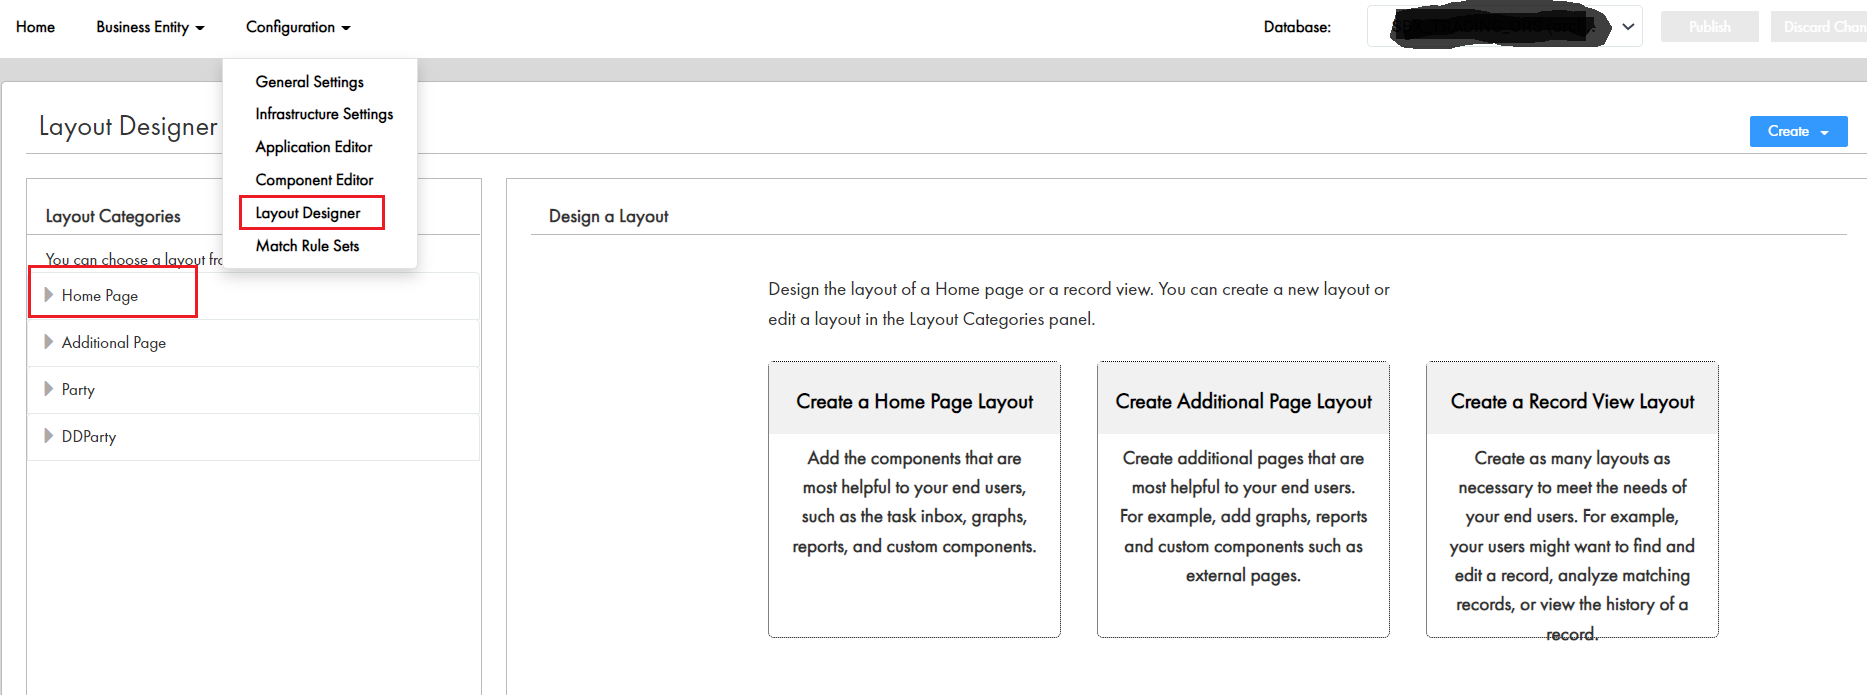 Home Business Entity Configuration Database: Publish Discard Chan
General Settings
Infrastructure Settings
Application Editor
Component Editor
Layout Designer
Match Rule Sets
Layout Designer
Create
Layout Categories
You can choose a layout fro
Home Page
Additional Page
Party
DDParty
Design a Layout
Design the layout of a Home page or a record view. You can create a new layout or
edit a layout in the Layout Categories panel.
Create a Home Page Layout
Add the components that are
most helpful to your end users,
such as the task inbox, graphs,
reports, and custom components.
Create Additional Page Layout
Create additional pages that are
most helpful to your end users.
For example, add graphs, reports
and custom components such as
external pages.
Create a Record View Layout
Create as many layouts as
necessary to meet the needs of
your end users. For example,
your users might want to find and
edit a record, analyze matching
records, or view the history of a
record.